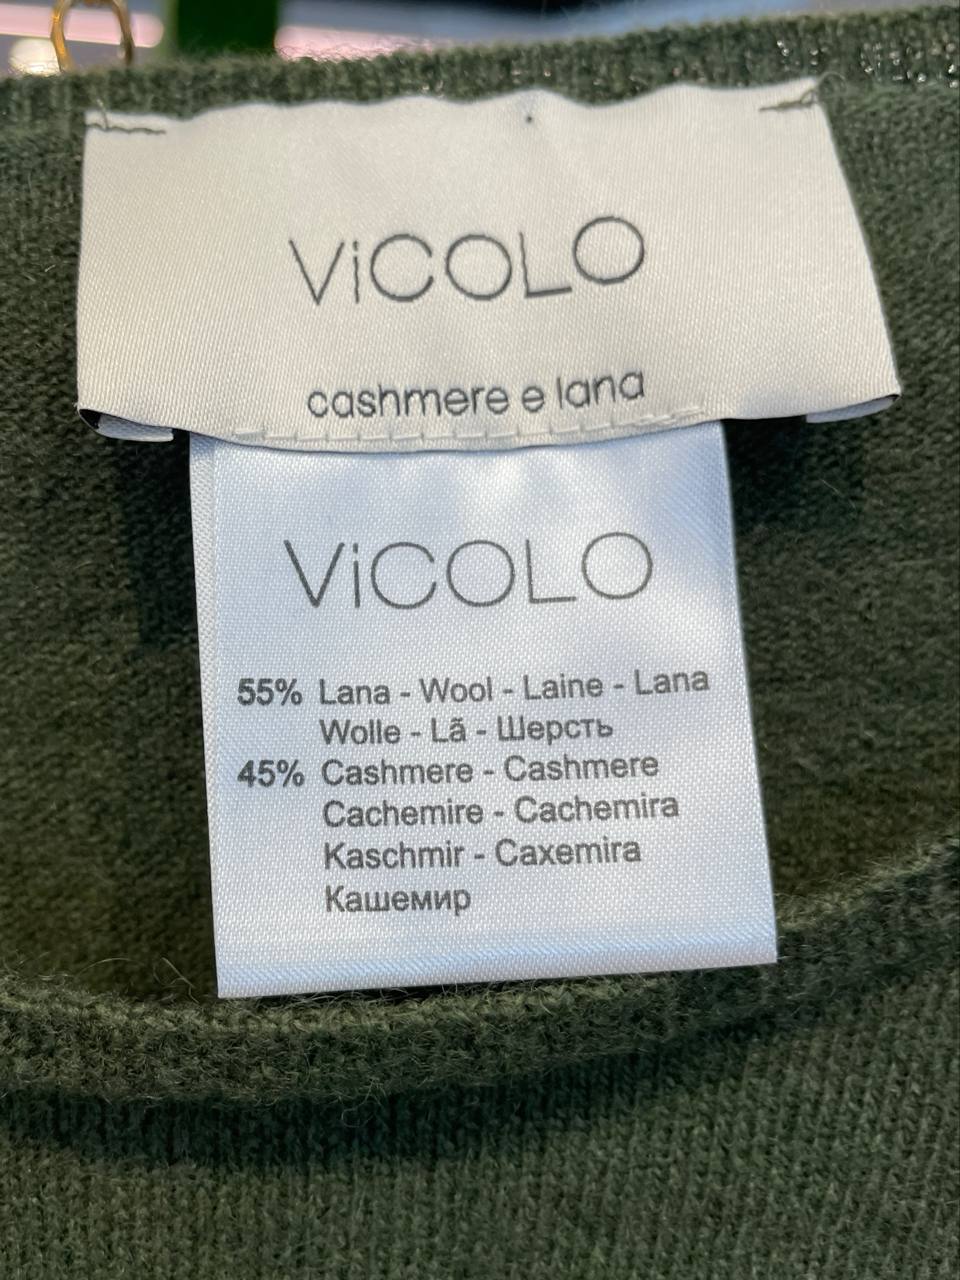 ViCOLO
cashmere e lana
ViCOLO
55% Lana - Wool - Laine - Lana
Wolle - Lã - Шерсть
45% Cashmere - Cashmere
Cachemire - Cachemira
Kaschmir - Caxemira
Кашемир